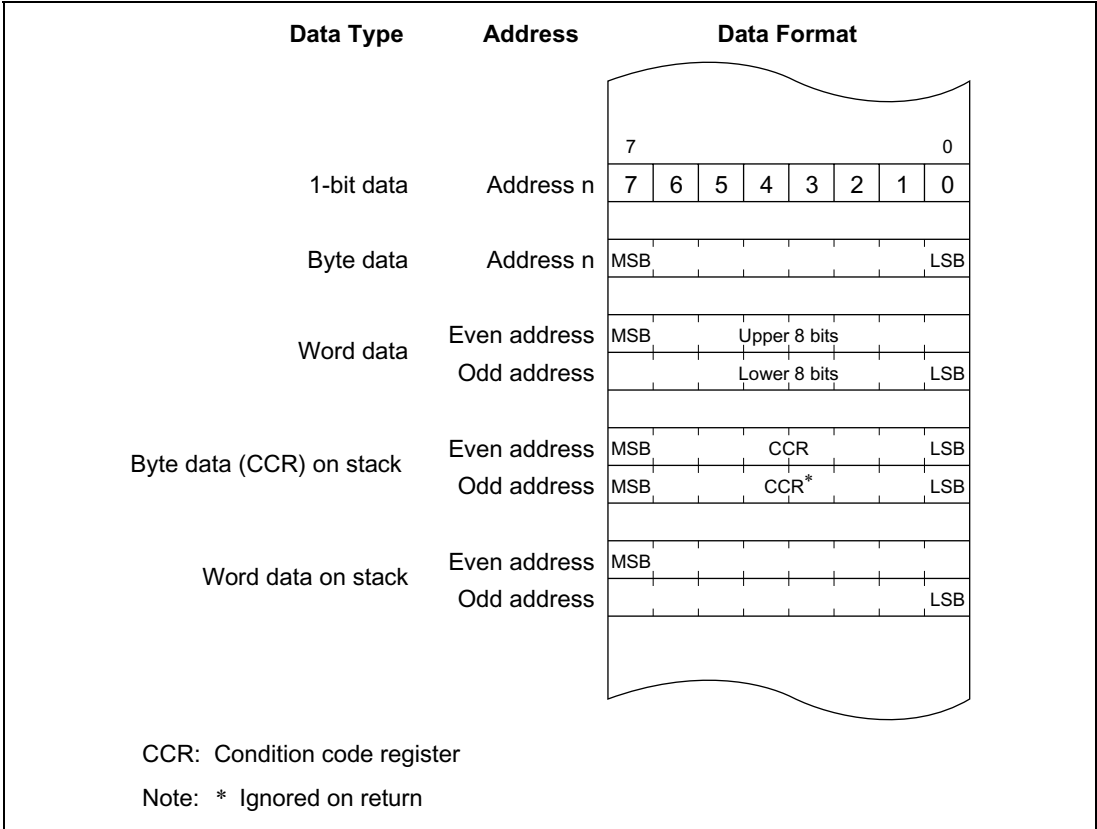 Data Type Address Data Format
7 0
1-bit data Address n 7 6 5 4 3 2 1 0
Byte data Address n MSB LSB
Word data
Even address MSB Upper 8 bits
Odd address Lower 8 bits LSB
Byte data (CCR) on stack
Even address MSB CCR LSB
Odd address MSB CCR* LSB
Word data on stack
Even address MSB
Odd address LSB
CCR: Condition code register
Note: * Ignored on return